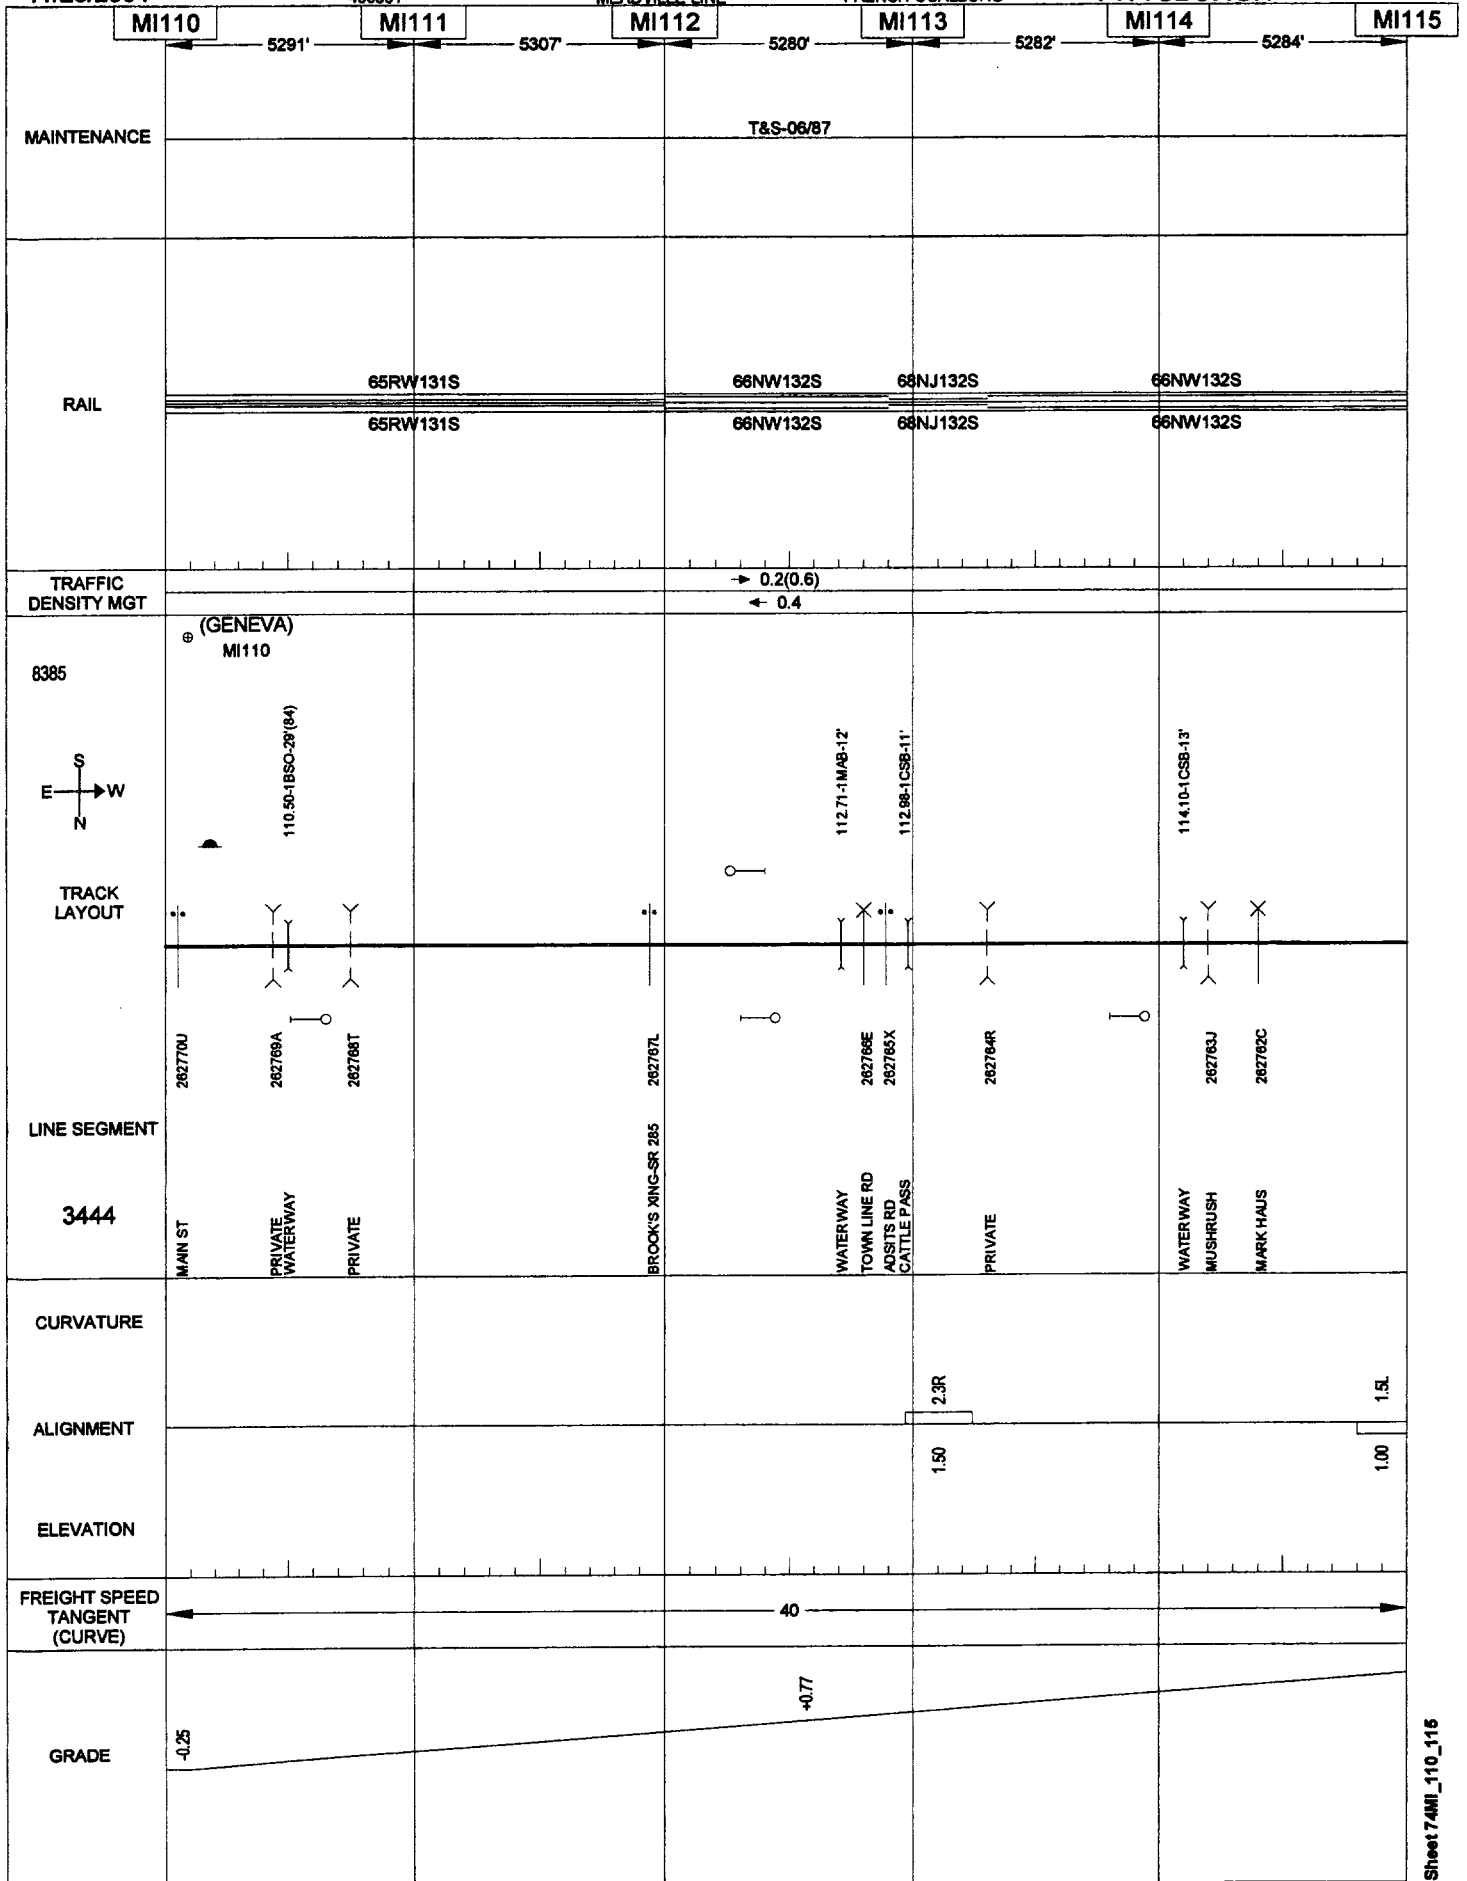 MI110 MI111 MI112 MI113 MI114 MI115
5291' 5307' 5280' 5282' 5284'
MAINTENANCE
T&S-06/87
RAIL
65RW131S 66NW132S 68NJ132S 66NW132S
65RW131S 66NW132S 68NJ132S 66NW132S
TRAFFIC
DENSITY MGT
→ 0.2(0.6)
← 0.4
(GENEVA)
MI110
8385
S
E W
N
110.50-1BSO-29'(84)
112.71-1MAB-12'
112.98-1CSB-11'
114.10-1CSB-13'
TRACK
LAYOUT
262770U
262769A
262768T
262767L
262766E
262765X
262764R
262763J
262762C
LINE SEGMENT
3444
MAIN ST
PRIVATE
WATERWAY
PRIVATE
BROOK'S XING-SR 285
WATERWAY
TOWN LINE RD
ADSITS RD
CATTLE PASS
PRIVATE
WATERWAY
MUSHRUSH
MARK HAUS
CURVATURE
2.3R
1.5L
ALIGNMENT
1.50
1.00
ELEVATION
FREIGHT SPEED
TANGENT
(CURVE)
40
GRADE
-0.25
+0.77
Sheet 74MI_110_115